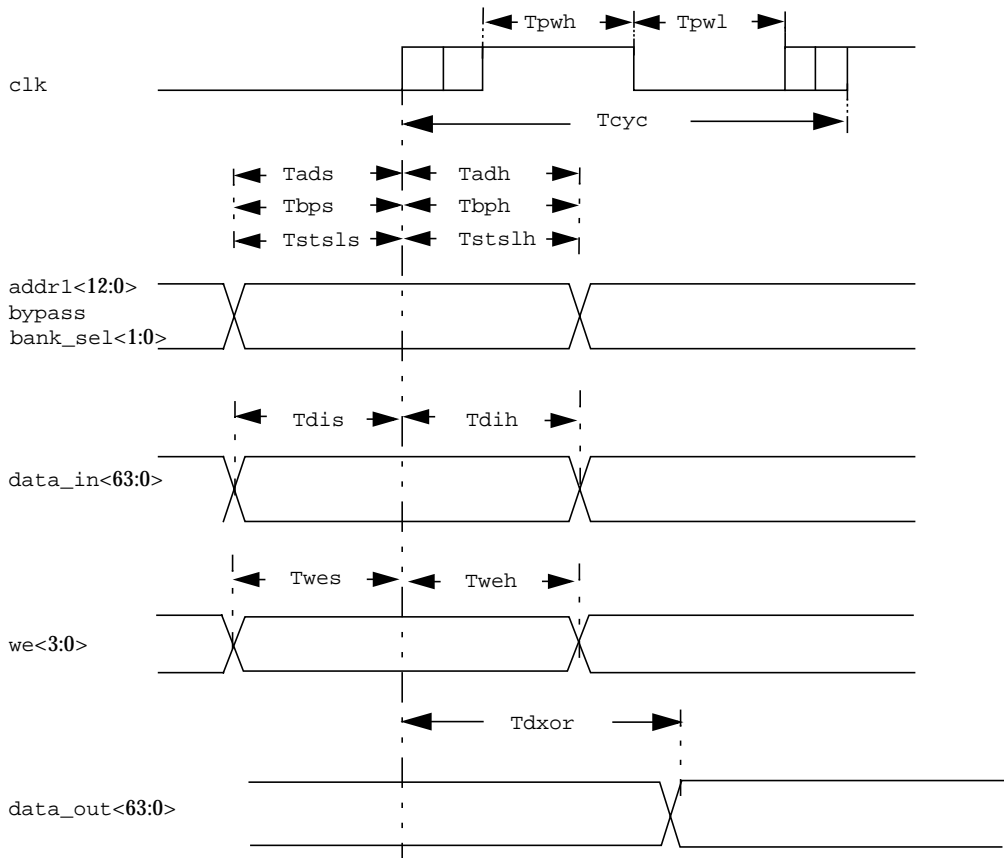 Tpwh Tpwl
clk
Tcyc
Tads Tadh
Tbps Tbph
Tstsls Tstslh
addr1<12:0>
bypass
bank_sel<1:0>
Tdis Tdih
data_in<63:0>
Twes Tweh
we<3:0>
Tdxor
data_out<63:0>